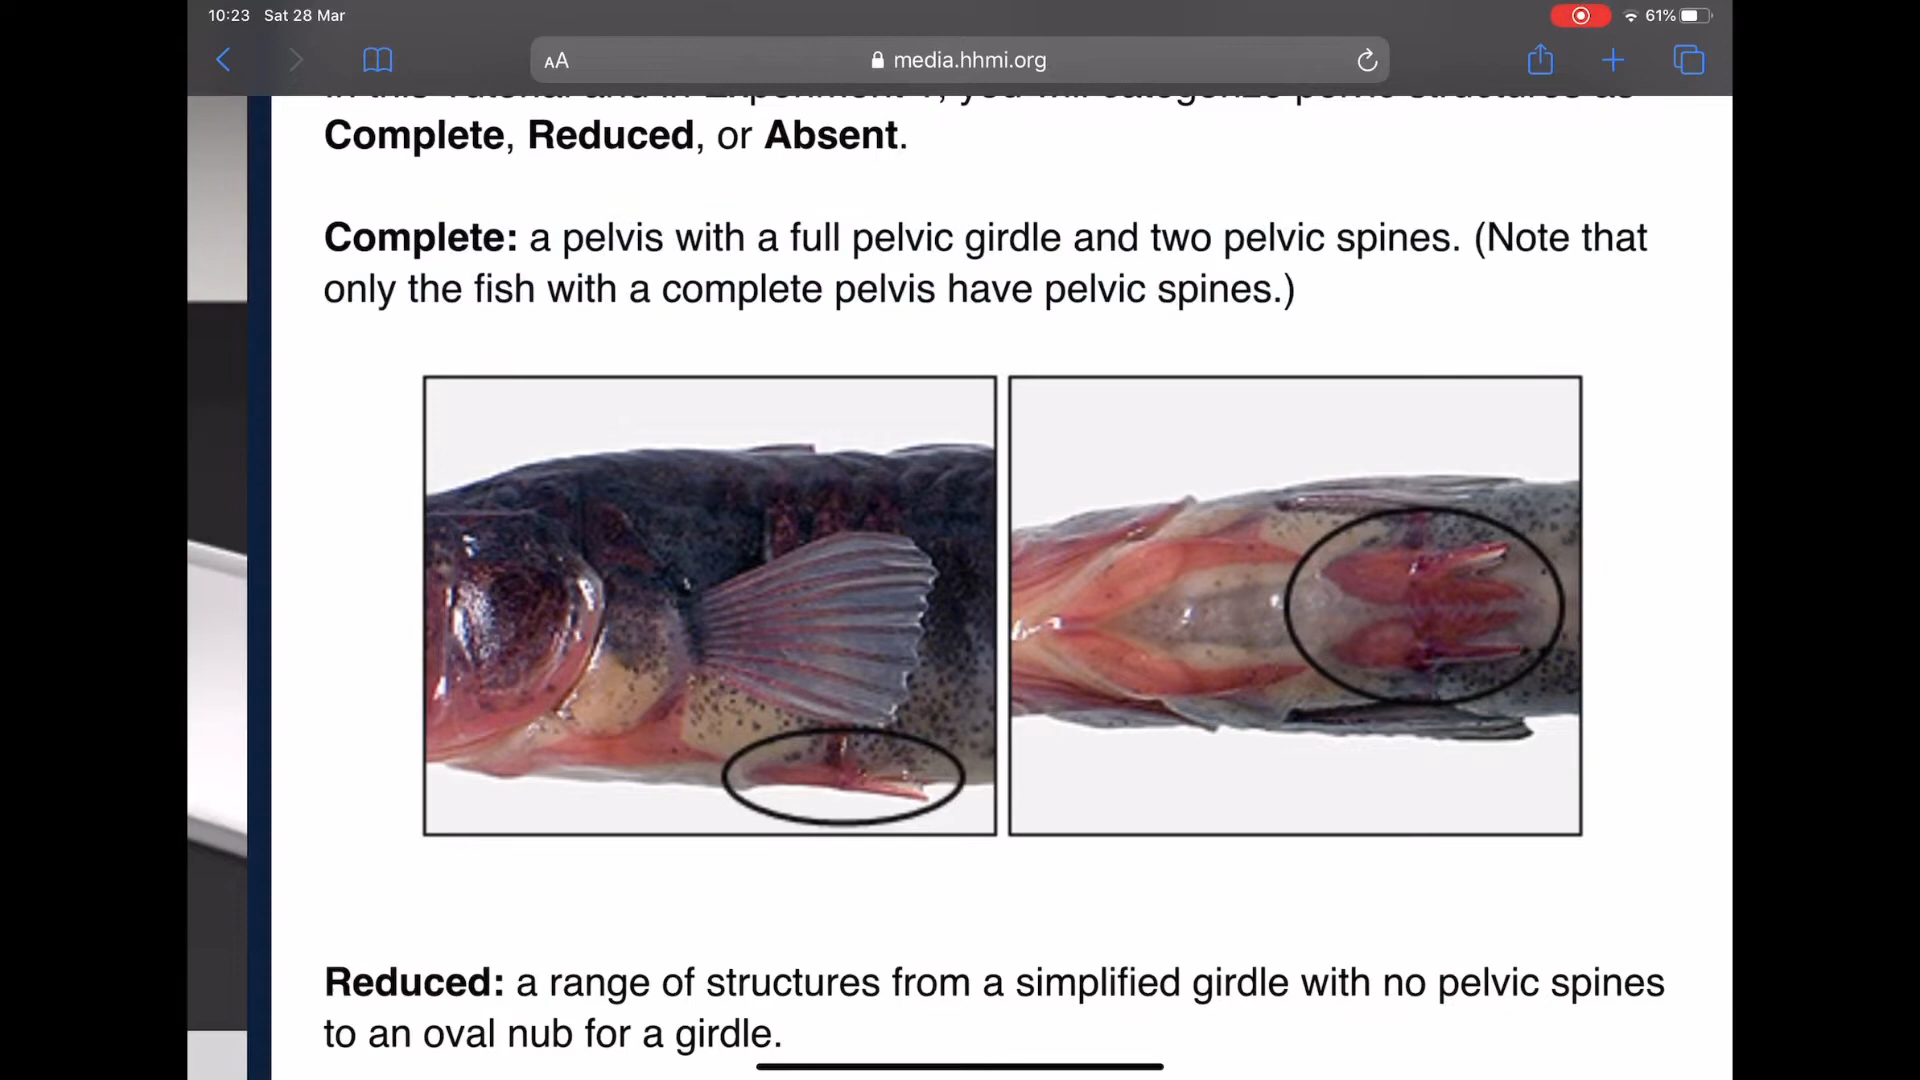 10:23 Sat 28 Mar
61%
AA
media.hhmi.org
Complete, Reduced, or Absent.
Complete: a pelvis with a full pelvic girdle and two pelvic spines. (Note that
only the fish with a complete pelvis have pelvic spines.)
Reduced: a range of structures from a simplified girdle with no pelvic spines
to an oval nub for a girdle.